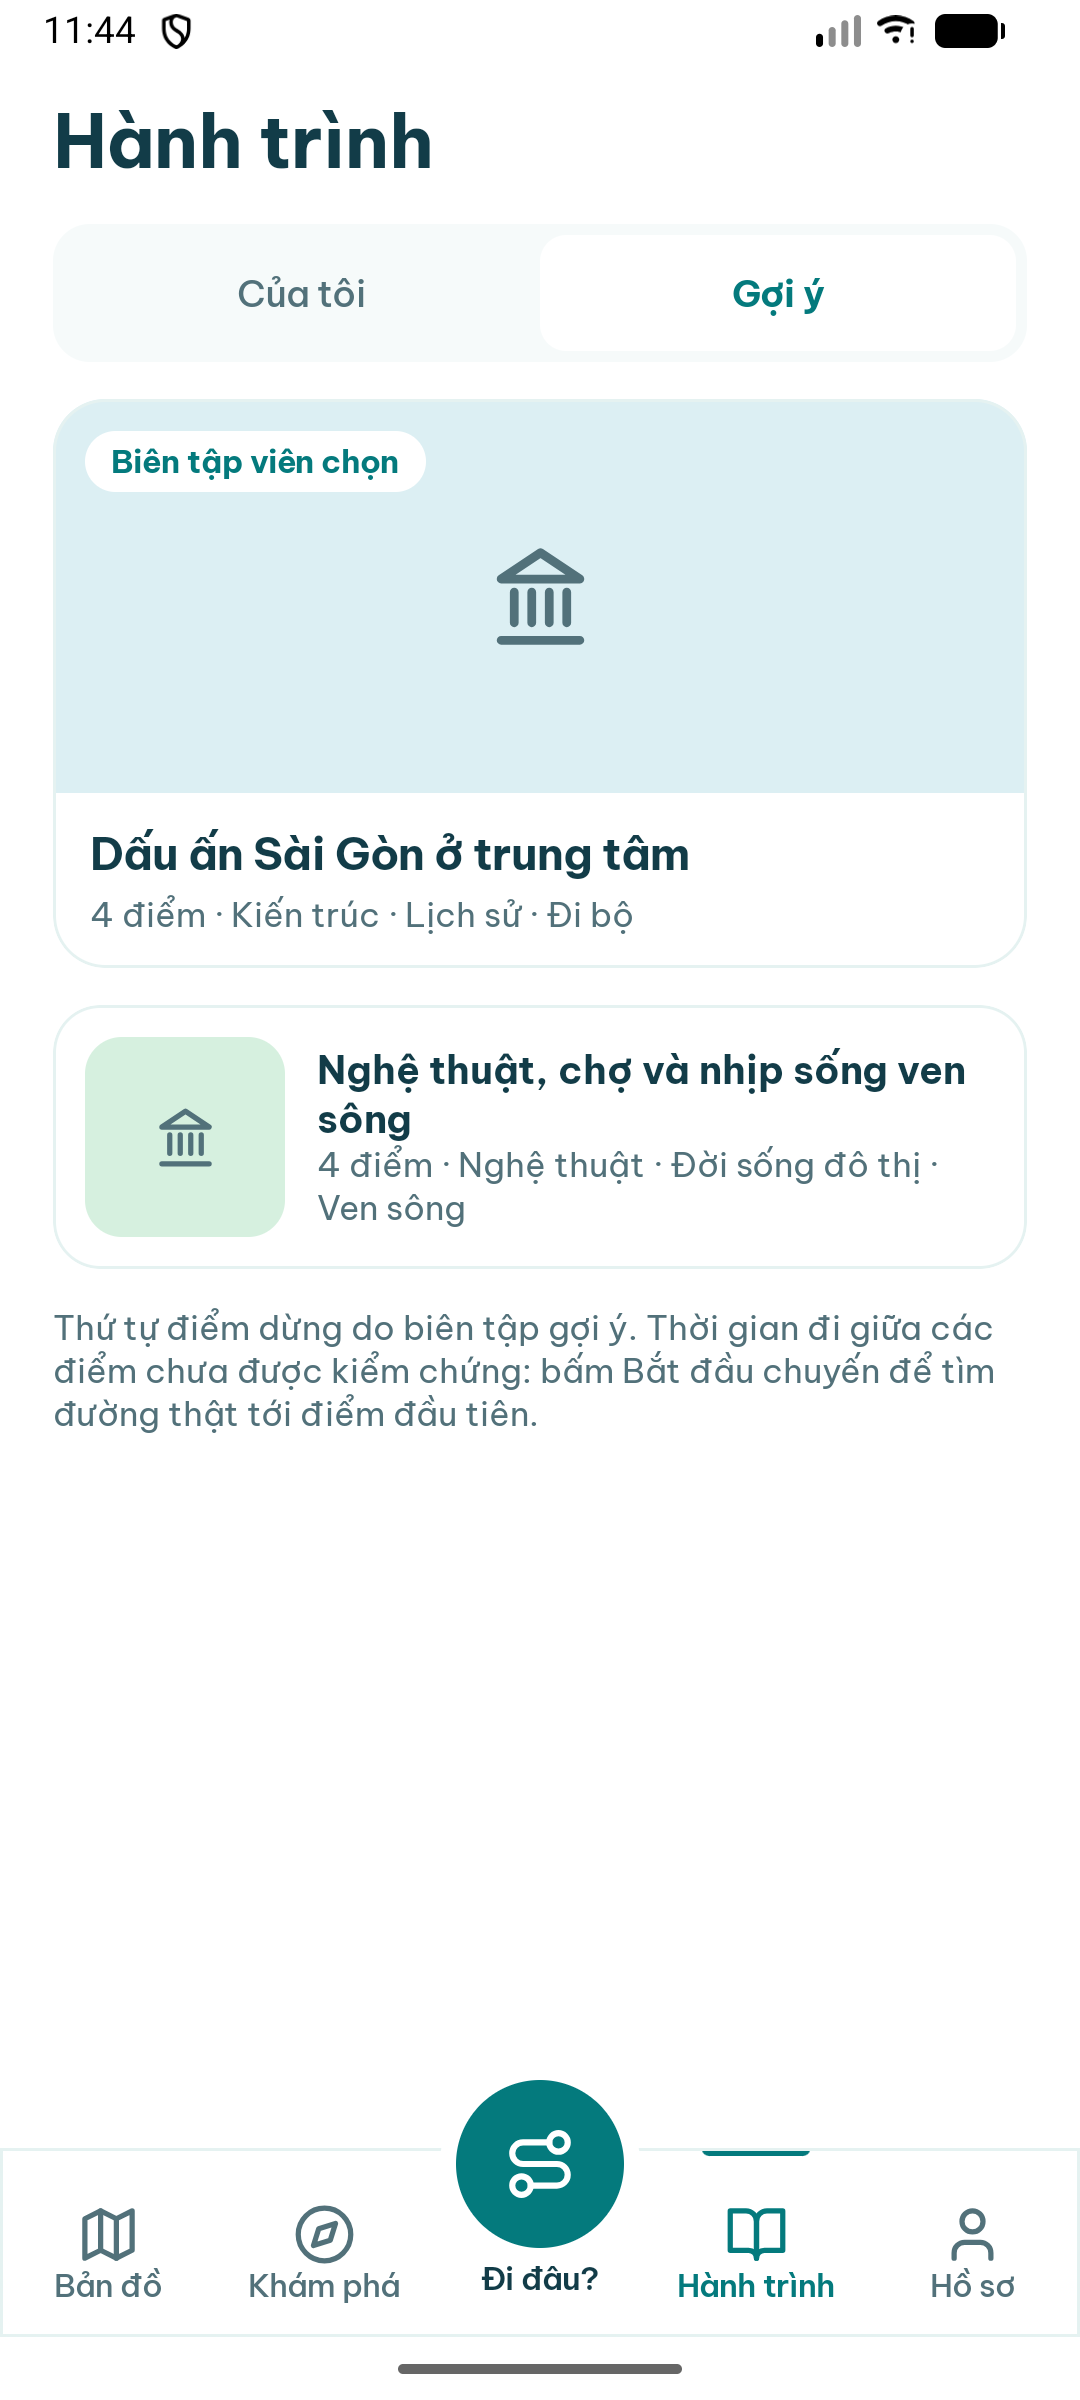 11:44
Hành trình
Của tôi
Gợi ý
Biên tập viên chọn
Dấu ấn Sài Gòn ở trung tâm
4 điểm · Kiến trúc · Lịch sử · Đi bộ
Nghệ thuật, chợ và nhịp sống ven
sông
4 điểm · Nghệ thuật · Đời sống đô thị ·
Ven sông
Thứ tự điểm dừng do biên tập gợi ý. Thời gian đi giữa các
điểm chưa được kiểm chứng: bấm Bắt đầu chuyến để tìm
đường thật tới điểm đầu tiên.
Bản đồ
Khám phá
Đi đâu?
Hành trình
Hồ sơ